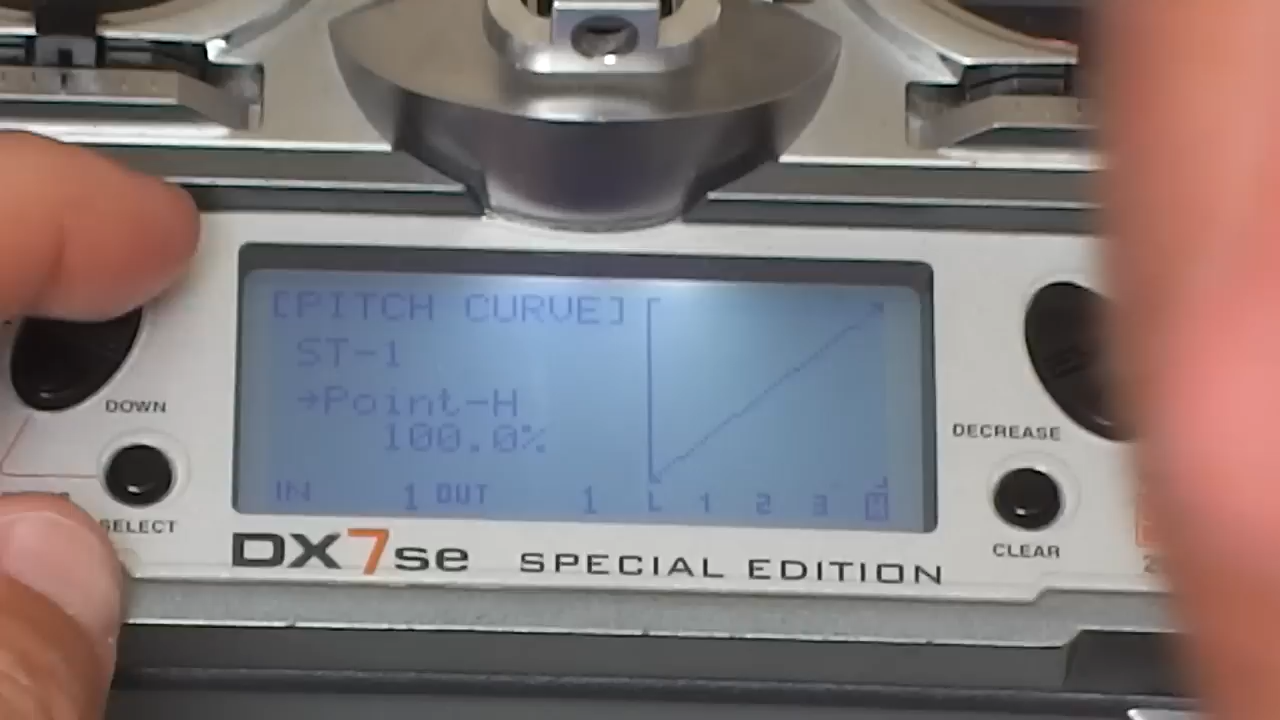 [PITCH CURVE]
ST-1
→Point-H
100.0%
IN 1 OUT 1
L 1 2 3 H
DOWN
SELECT
DECREASE
CLEAR
DX7se SPECIAL EDITION